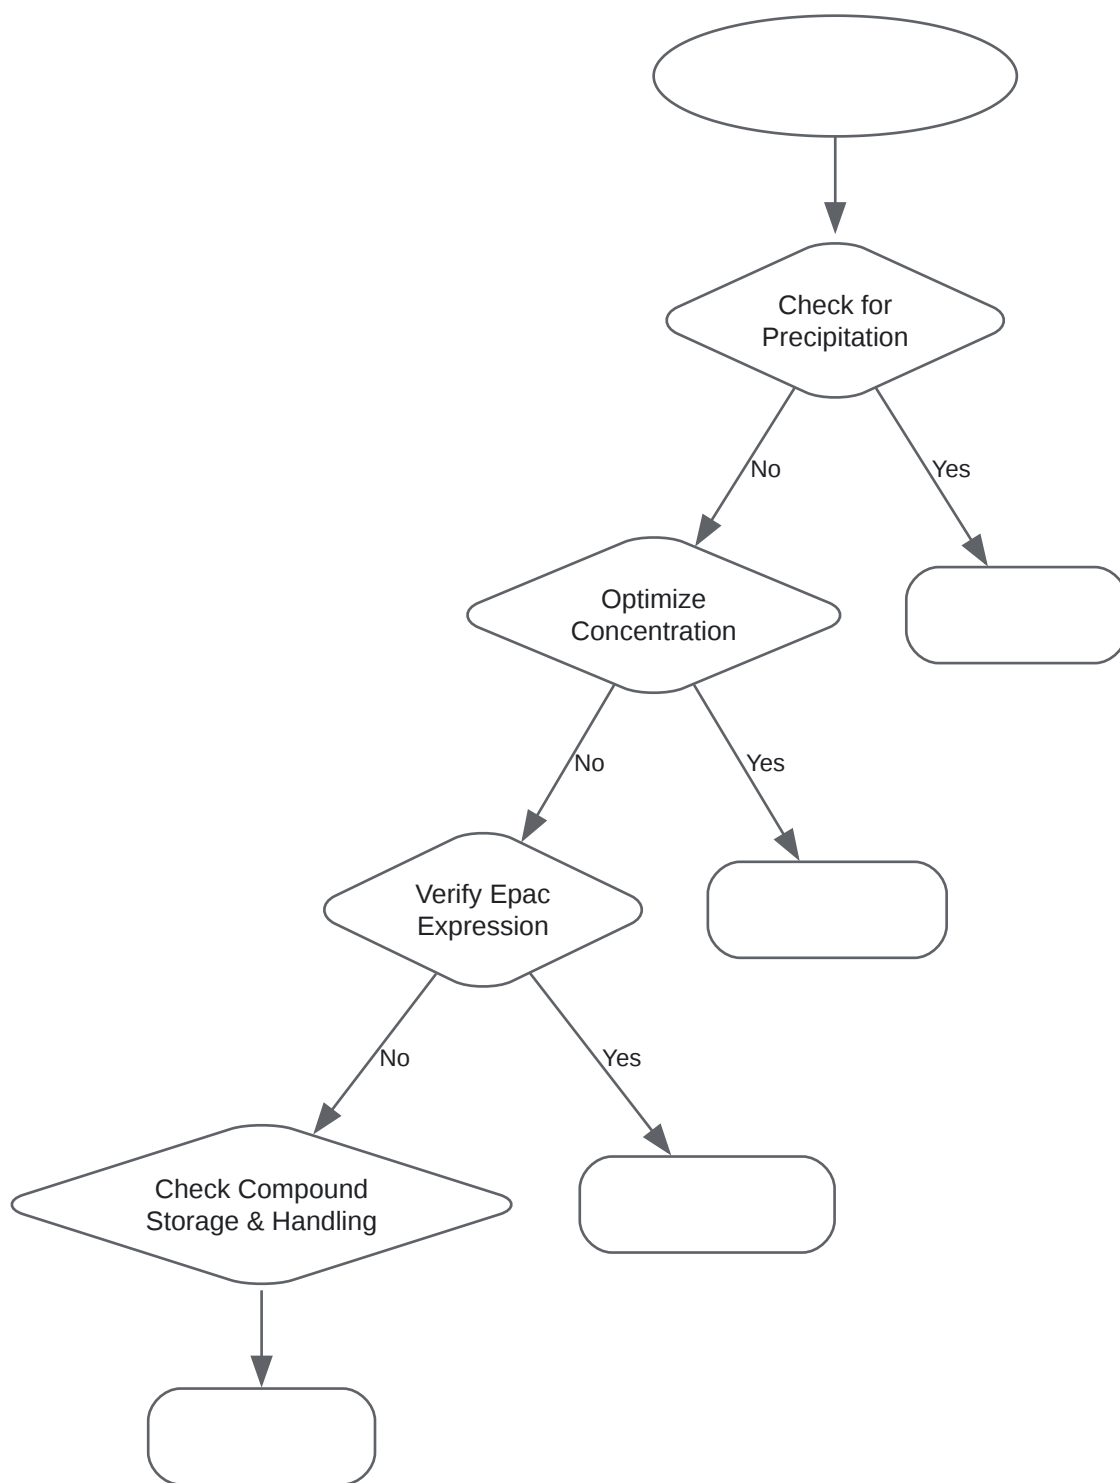 Check for
Precipitation
No
Yes
Optimize
Concentration
No
Yes
Verify Epac
Expression
No
Yes
Check Compound
Storage & Handling